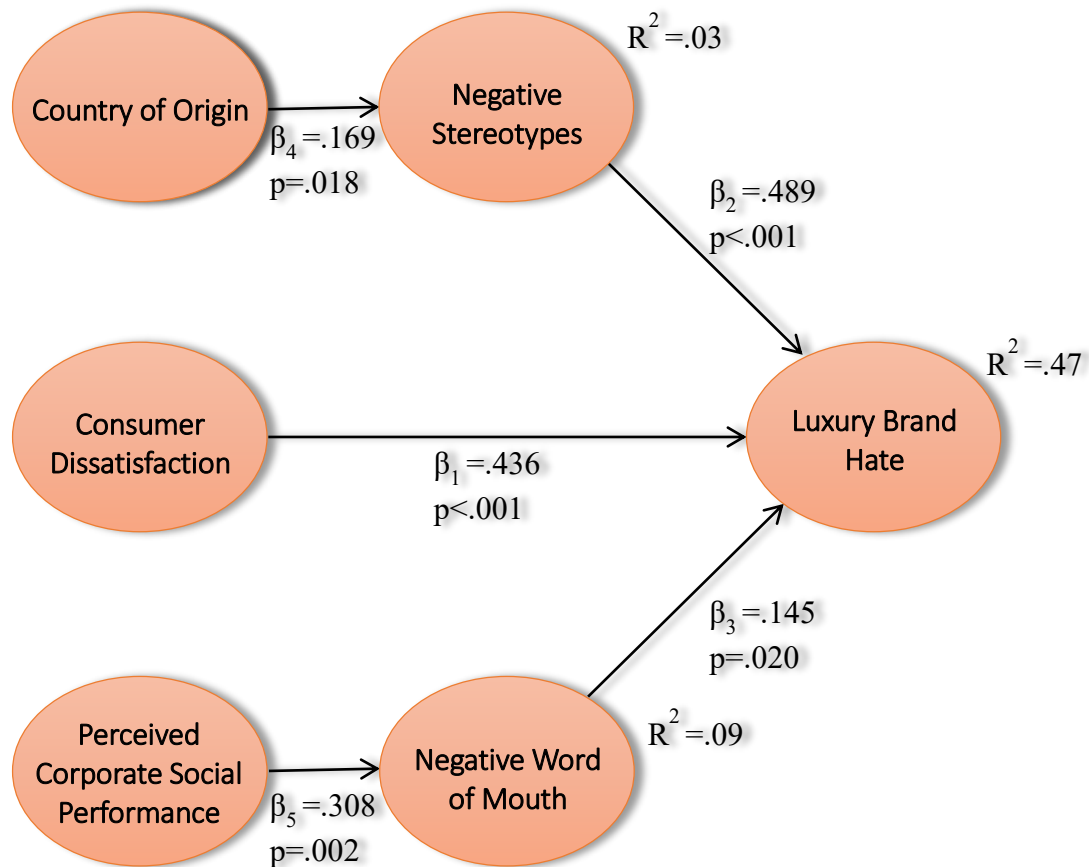 R² =.03
Country of Origin
Negative
Stereotypes
β₄ =.169
p=.018
β₂ =.489
p<.001
R² =.47
Consumer
Dissatisfaction
Luxury Brand
Hate
β₁ =.436
p<.001
β₃ =.145
p=.020
Perceived
Corporate Social
Performance
Negative Word
of Mouth
R² =.09
β₅ =.308
p=.002